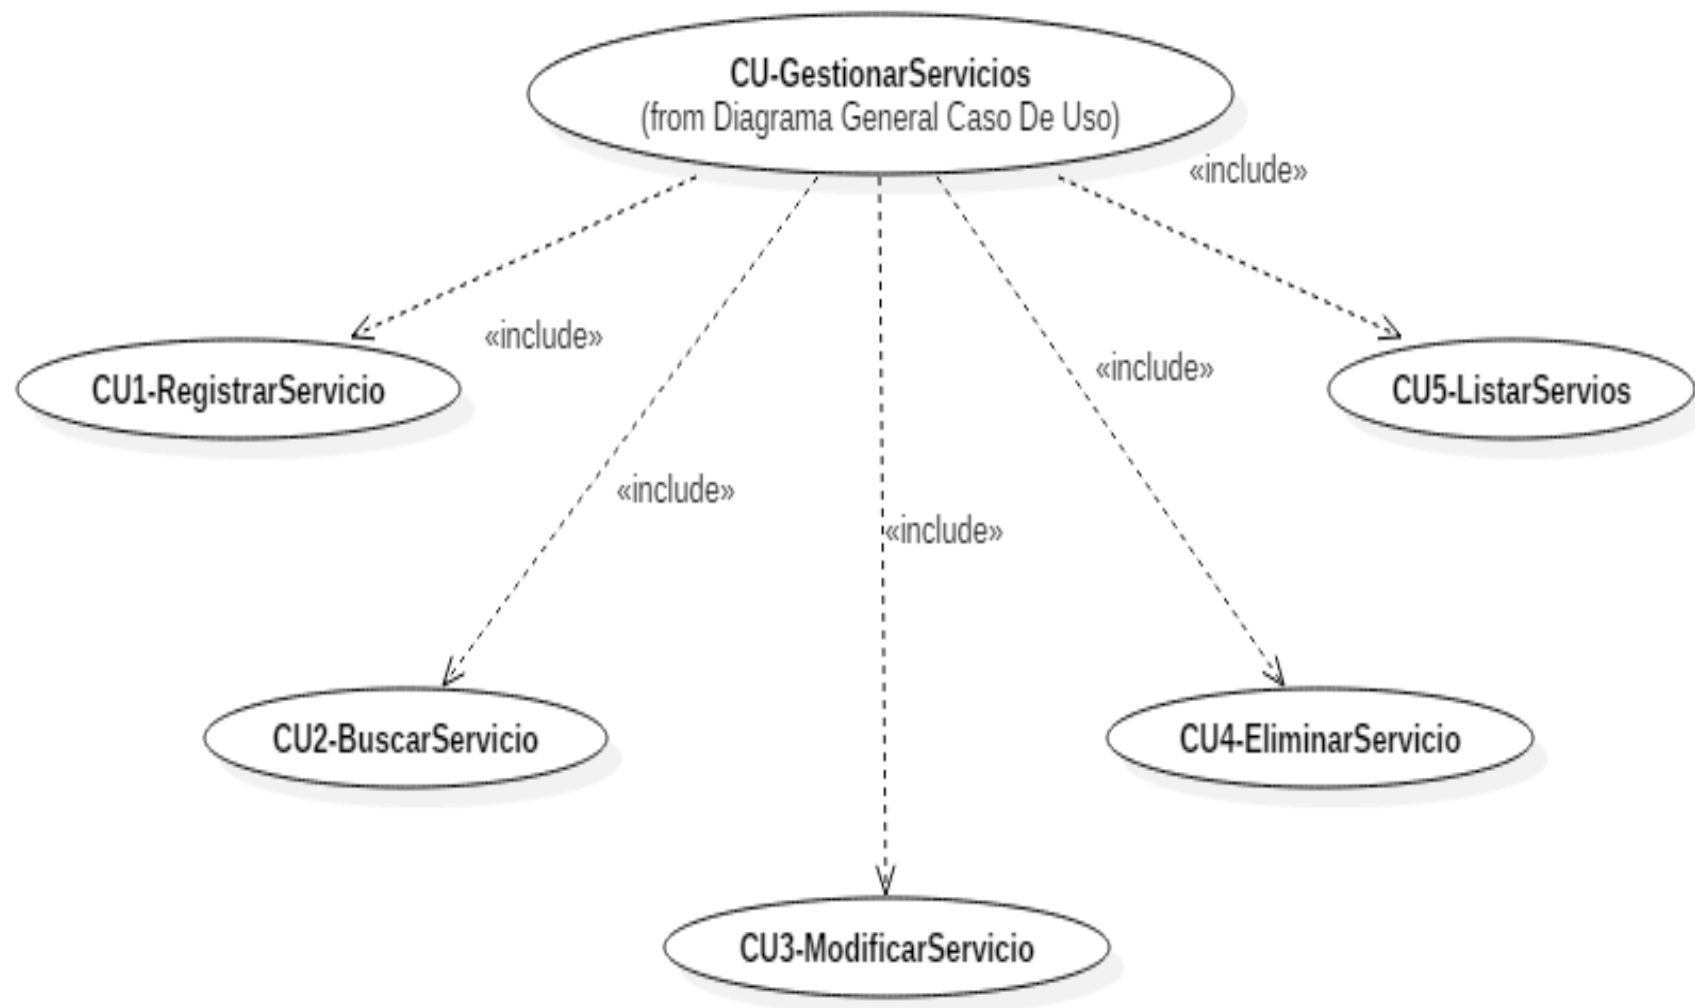 CU-GestionarServicios
(from Diagrama General Caso De Uso)
«include»
«include»
«include»
CU1-RegistrarServicio
CU5-ListarServios
«include»
«include»
CU2-BuscarServicio
CU4-EliminarServicio
CU3-ModificarServicio